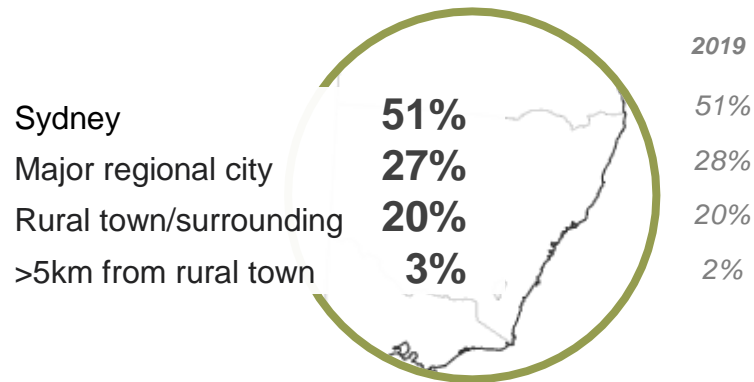 2019
Sydney 51% 51%
Major regional city 27% 28%
Rural town/surrounding 20% 20%
>5km from rural town 3% 2%